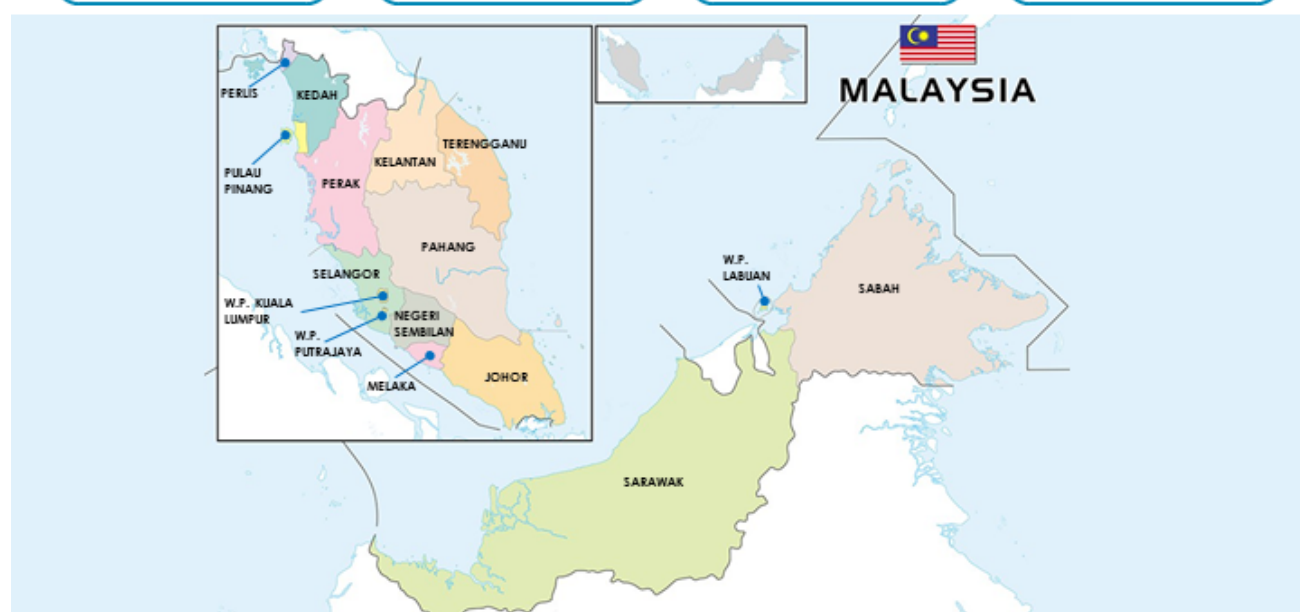 MALAYSIA
PERLIS
KEDAH
PULAU
PINANG
PERAK
KELANTAN
TERENGGANU
PAHANG
SELANGOR
W.P. KUALA
LUMPUR
W.P.
PUTRAJAYA
NEGERI
SEMBILAN
MELAKA
JOHOR
W.P.
LABUAN
SABAH
SARAWAK